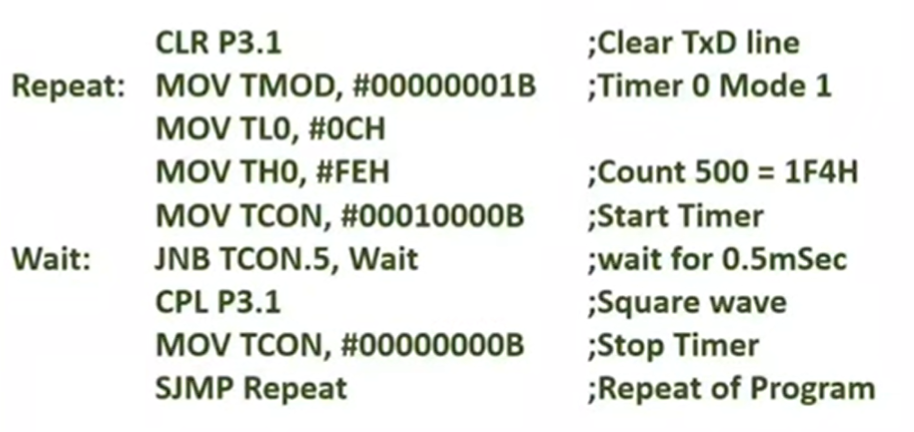 CLR P3.1 ;Clear TxD line
Repeat: MOV TMOD, #00000001B ;Timer 0 Mode 1
MOV TL0, #0CH
MOV TH0, #FEH ;Count 500 = 1F4H
MOV TCON, #00010000B ;Start Timer
Wait: JNB TCON.5, Wait ;wait for 0.5mSec
CPL P3.1 ;Square wave
MOV TCON, #00000000B ;Stop Timer
SJMP Repeat ;Repeat of Program